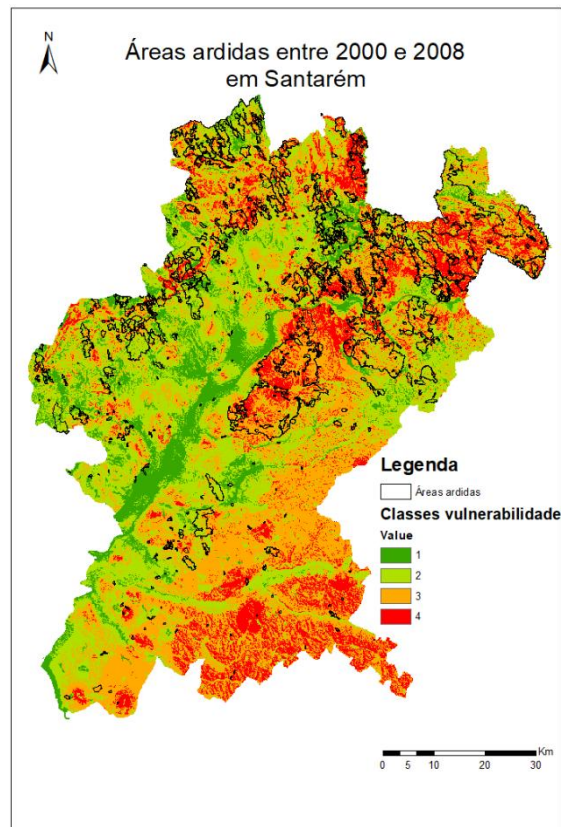 N
Áreas ardidas entre 2000 e 2008
em Santarém
Legenda
Áreas ardidas
Classes vulnerabilidade
Value
1
2
3
4
Km
0 5 10 20 30